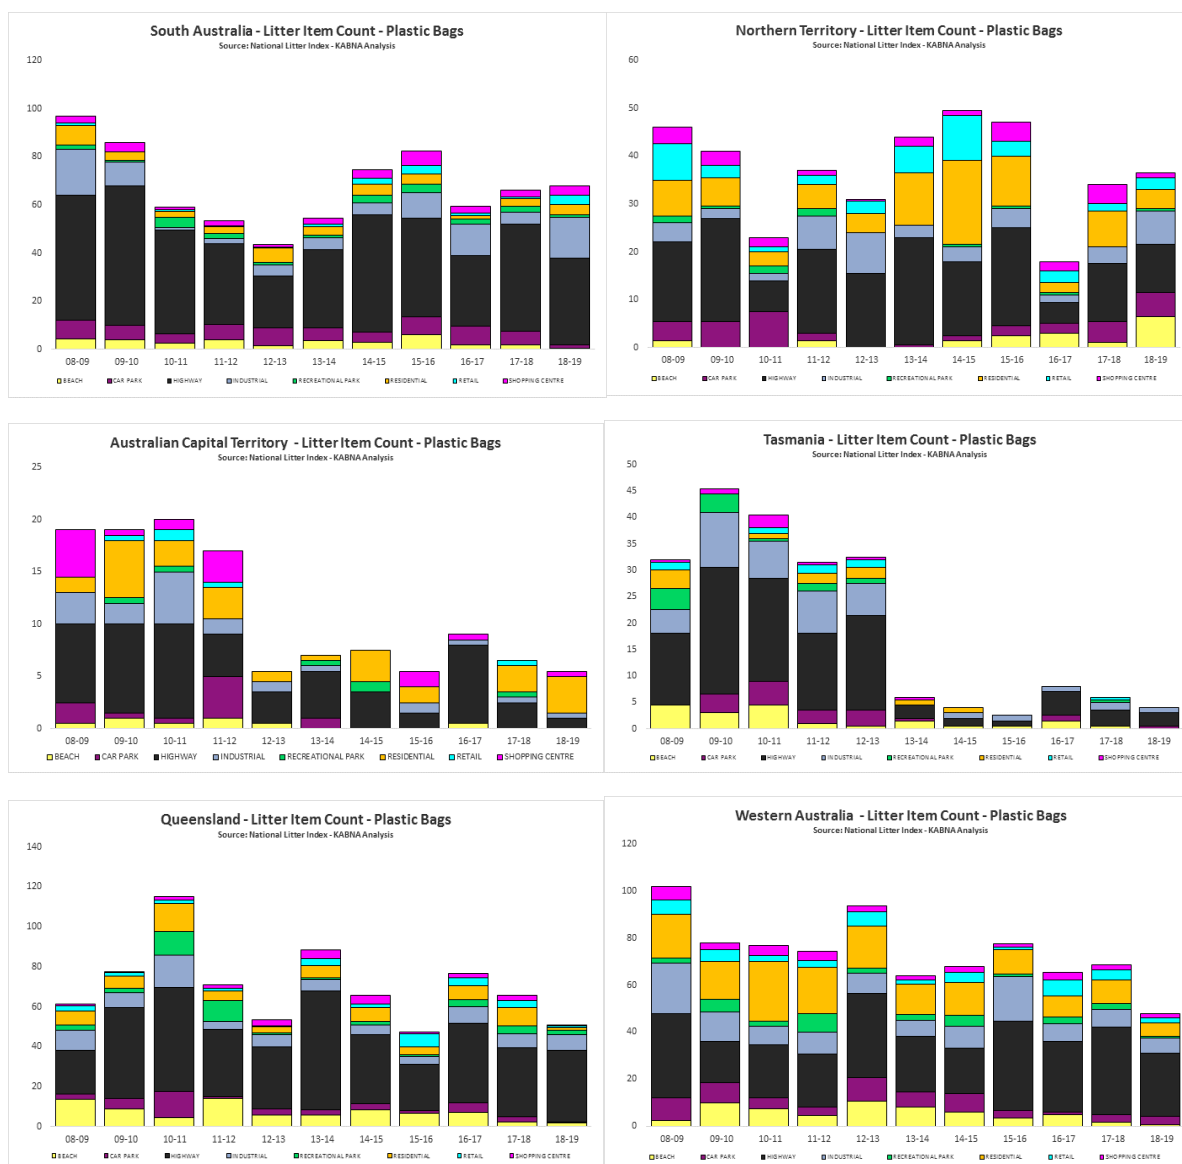 South Australia - Litter Item Count - Plastic Bags
Source: National Litter Index - KABNA Analysis
120
100
80
60
40
20
0
08-09 09-10 10-11 11-12 12-13 13-14 14-15 15-16 16-17 17-18 18-19
BEACH CAR PARK HIGHWAY INDUSTRIAL RECREATIONAL PARK RESIDENTIAL RETAIL SHOPPING CENTRE
Northern Territory - Litter Item Count - Plastic Bags
Source: National Litter Index - KABNA Analysis
60
50
40
30
20
10
0
08-09 09-10 10-11 11-12 12-13 13-14 14-15 15-16 16-17 17-18 18-19
BEACH CAR PARK HIGHWAY INDUSTRIAL RECREATIONAL PARK RESIDENTIAL RETAIL SHOPPING CENTRE
Australian Capital Territory - Litter Item Count - Plastic Bags
Source: National Litter Index - KABNA Analysis
25
20
15
10
5
0
08-09 09-10 10-11 11-12 12-13 13-14 14-15 15-16 16-17 17-18 18-19
BEACH CAR PARK HIGHWAY INDUSTRIAL RECREATIONAL PARK RESIDENTIAL RETAIL SHOPPING CENTRE
Tasmania - Litter Item Count - Plastic Bags
Source: National Litter Index - KABNA Analysis
50
45
40
35
30
25
20
15
10
5
0
08-09 09-10 10-11 11-12 12-13 13-14 14-15 15-16 16-17 17-18 18-19
BEACH CAR PARK HIGHWAY INDUSTRIAL RECREATIONAL PARK RESIDENTIAL RETAIL SHOPPING CENTRE
Queensland - Litter Item Count - Plastic Bags
Source: National Litter Index - KABNA Analysis
140
120
100
80
60
40
20
0
08-09 09-10 10-11 11-12 12-13 13-14 14-15 15-16 16-17 17-18 18-19
BEACH CAR PARK HIGHWAY INDUSTRIAL RECREATIONAL PARK RESIDENTIAL RETAIL SHOPPING CENTRE
Western Australia - Litter Item Count - Plastic Bags
Source: National Litter Index - KABNA Analysis
120
100
80
60
40
20
0
08-09 09-10 10-11 11-12 12-13 13-14 14-15 15-16 16-17 17-18 18-19
BEACH CAR PARK HIGHWAY INDUSTRIAL RECREATIONAL PARK RESIDENTIAL RETAIL SHOPPING CENTRE